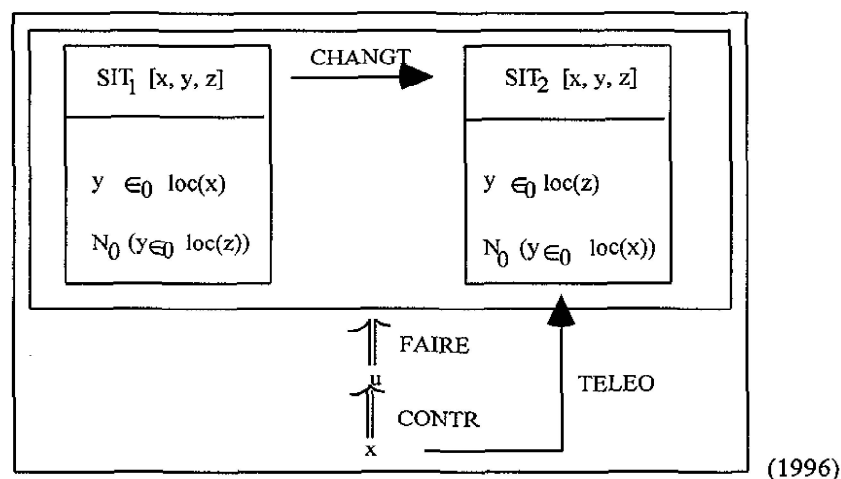 CHANGT
SIT₁ [x, y, z]
SIT₂ [x, y, z]
y ∈₀ loc(x)
y ∈₀ loc(z)
N₀ (y∈₀ loc(z))
N₀ (y∈₀ loc(x))
FAIRE
u
TELEO
CONTR
x
(1996)